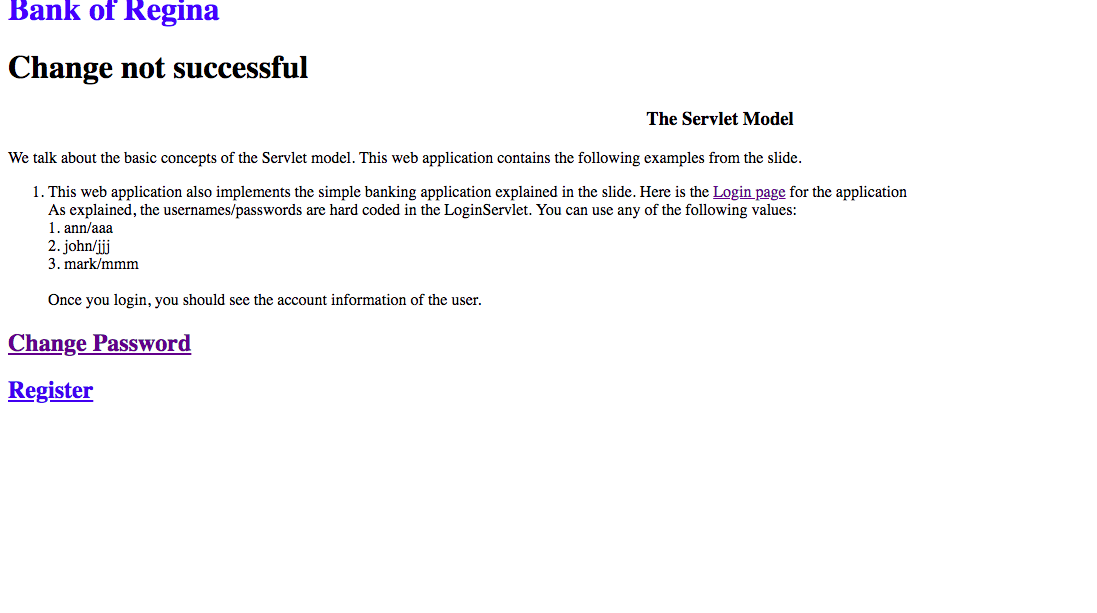 Bank of Regina
Change not successful
The Servlet Model
We talk about the basic concepts of the Servlet model. This web application contains the following examples from the slide.
1. This web application also implements the simple banking application explained in the slide. Here is the Login page for the application
As explained, the usernames/passwords are hard coded in the LoginServlet. You can use any of the following values:
1. ann/aaa
2. john/jjj
3. mark/mmm
Once you login, you should see the account information of the user.
Change Password
Register